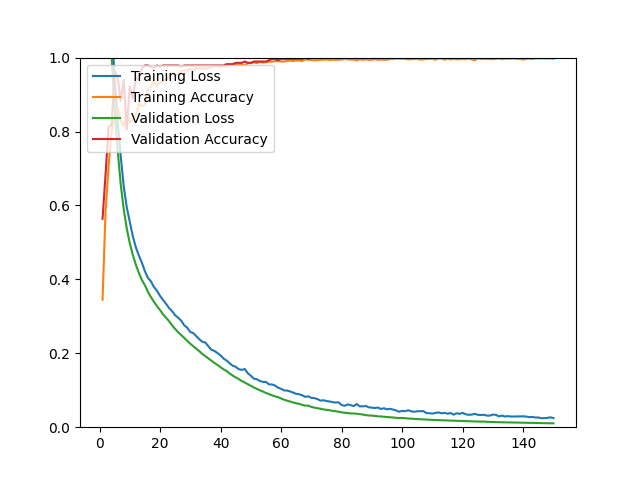 1.0
0.8
0.6
0.4
0.2
0.0
Training Loss
Training Accuracy
Validation Loss
Validation Accuracy
0 20 40 60 80 100 120 140